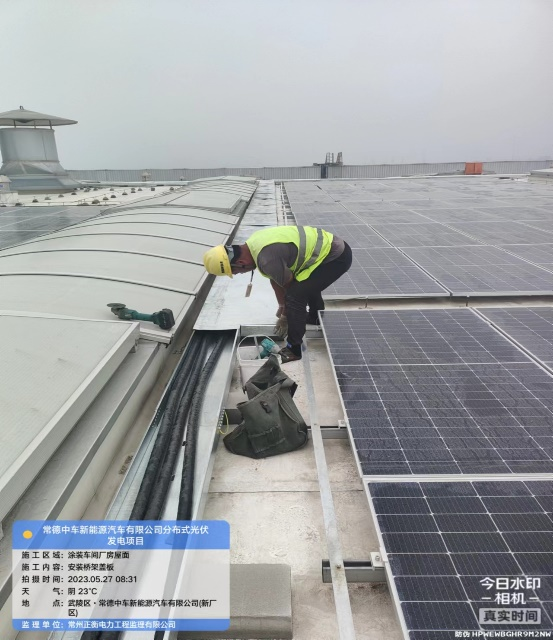 常德中车新能源汽车有限公司分布式光伏
发电项目
施工区域：涂装车间厂房屋面
施工内容：安装桥架盖板
拍摄时间：2023.05.27 08:31
天 气：阴 23℃
地 点：武陵区·常德中车新能源汽车有限公司(新厂
区)
监理单位：常州正衡电力工程监理有限公司
今日水印
相机
真实时间
防伪 HPWEWBGHR9M2MN